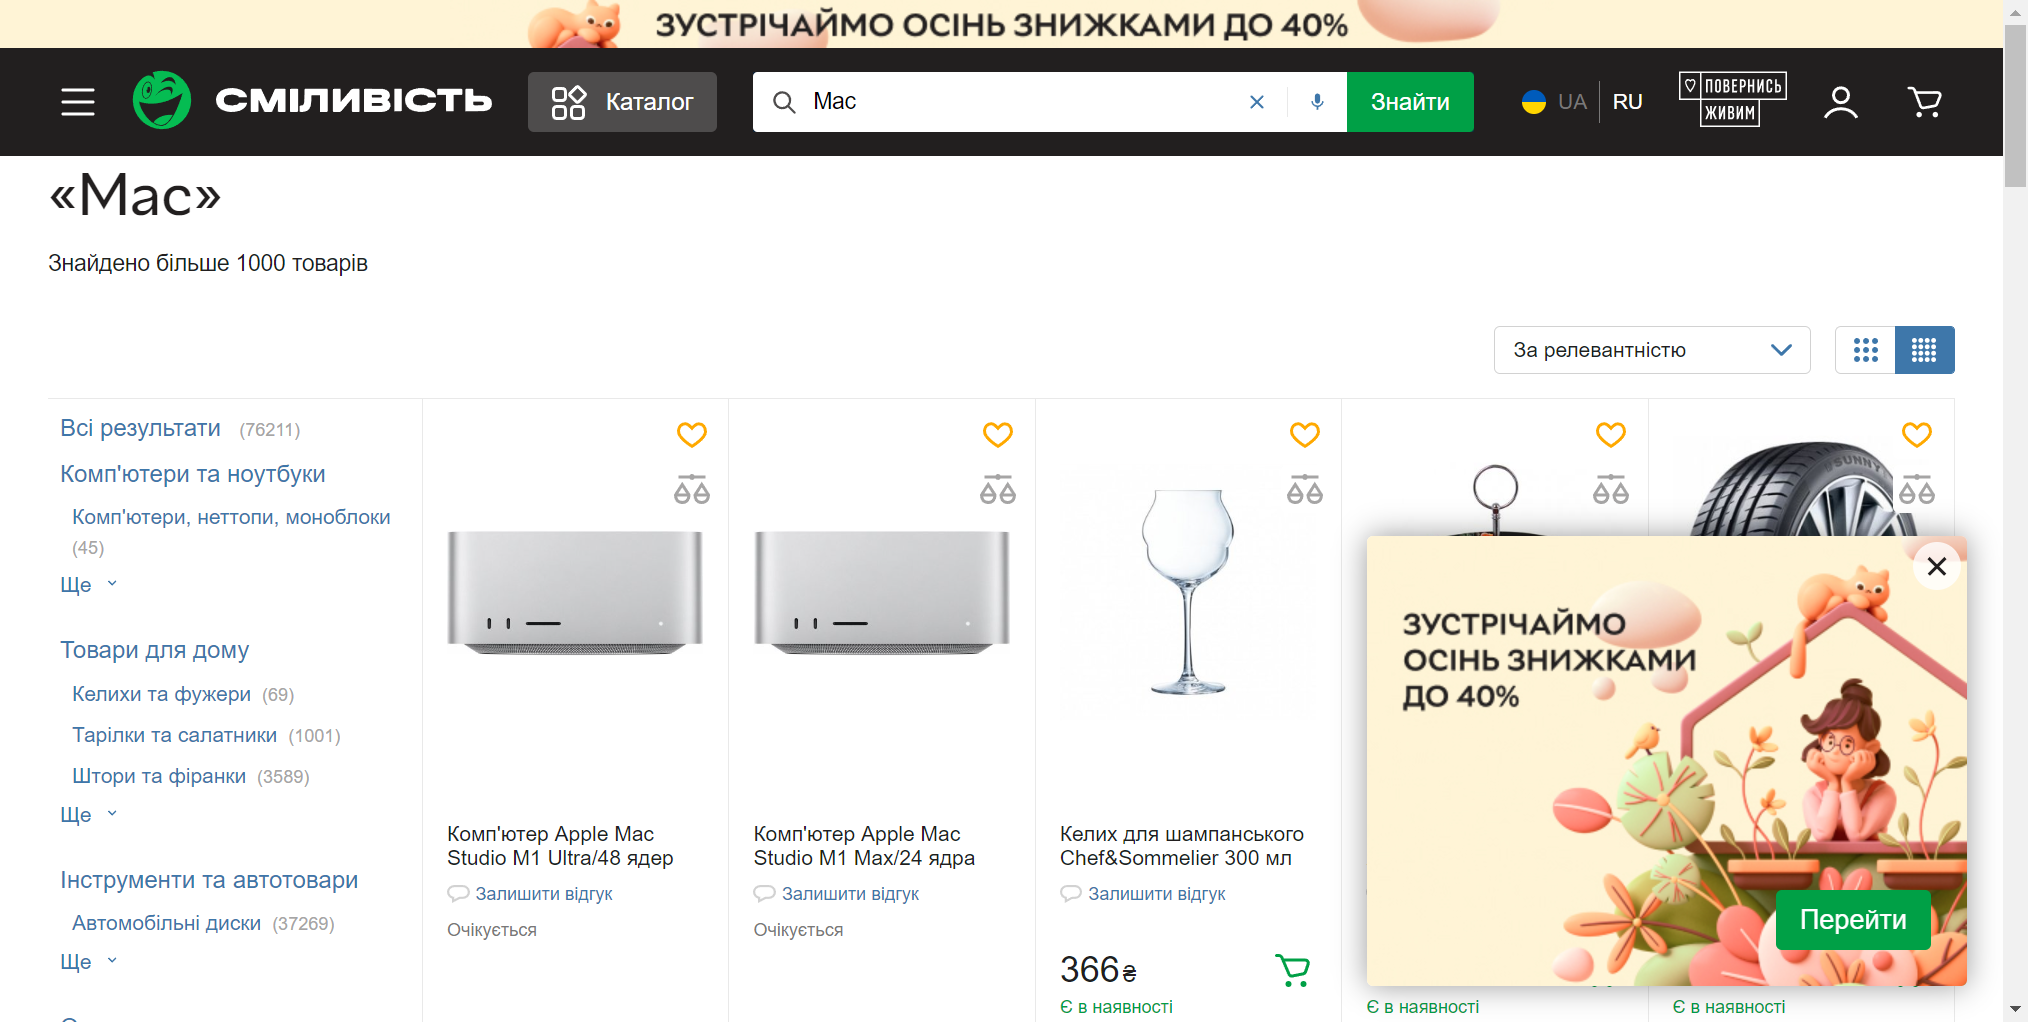 ЗУСТРІЧАЙМО ОСІНЬ ЗНИЖКАМИ ДО 40%
СМІЛИВІСТЬ
Каталог
Mac
Знайти
UA
RU
ПОВЕРНИСЬ
ЖИВИМ
«Mac»
Знайдено більше 1000 товарів
За релевантністю
Всі результати (76211)
Комп'ютери та ноутбуки
Комп'ютери, неттопи, моноблоки
(45)
Ще
Товари для дому
Келихи та фужери (69)
Тарілки та салатники (1001)
Штори та фіранки (3589)
Ще
Інструменти та автотовари
Автомобільні диски (37269)
Ще
Комп'ютер Apple Mac
Studio M1 Ultra/48 ядер
Залишити відгук
Очікується
Комп'ютер Apple Mac
Studio M1 Max/24 ядра
Залишити відгук
Очікується
Келих для шампанського
Chef&Sommelier 300 мл
Залишити відгук
366₴
Є в наявності
Є в наявності
SUNNY
Є в наявності
ЗУСТРІЧАЙМО
ОСІНЬ ЗНИЖКАМИ
ДО 40%
Перейти